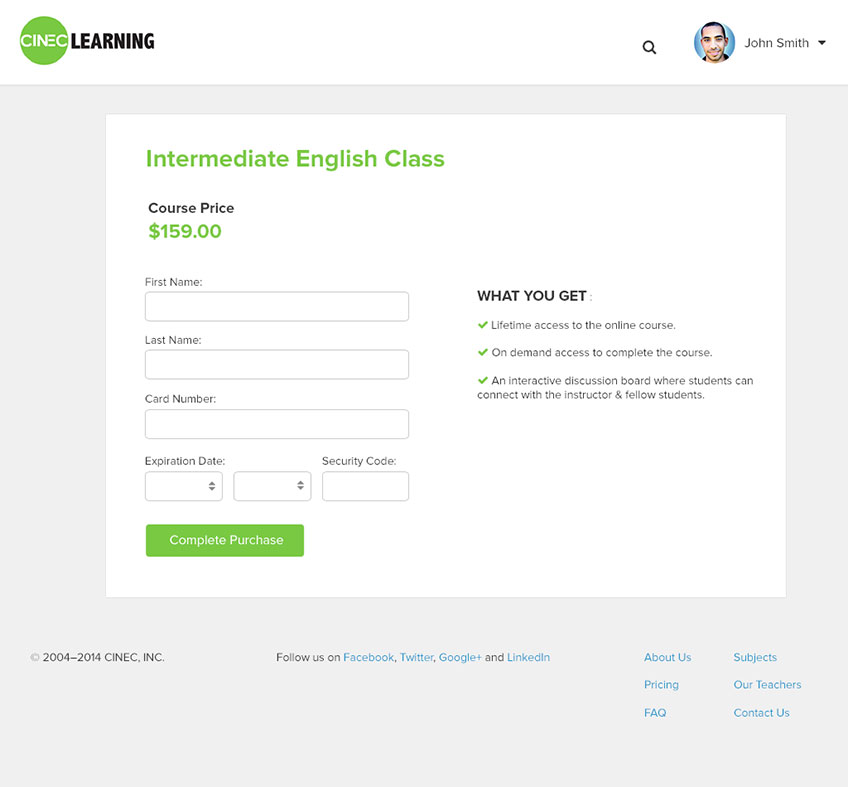 CINEC LEARNING
John Smith
Intermediate English Class
Course Price
$159.00
First Name:
Last Name:
Card Number:
Expiration Date:
Security Code:
Complete Purchase
WHAT YOU GET :
Lifetime access to the online course.
On demand access to complete the course.
An interactive discussion board where students can
connect with the instructor & fellow students.
© 2004–2014 CINEC, INC.
Follow us on Facebook, Twitter, Google+ and LinkedIn
About Us
Subjects
Pricing
Our Teachers
FAQ
Contact Us